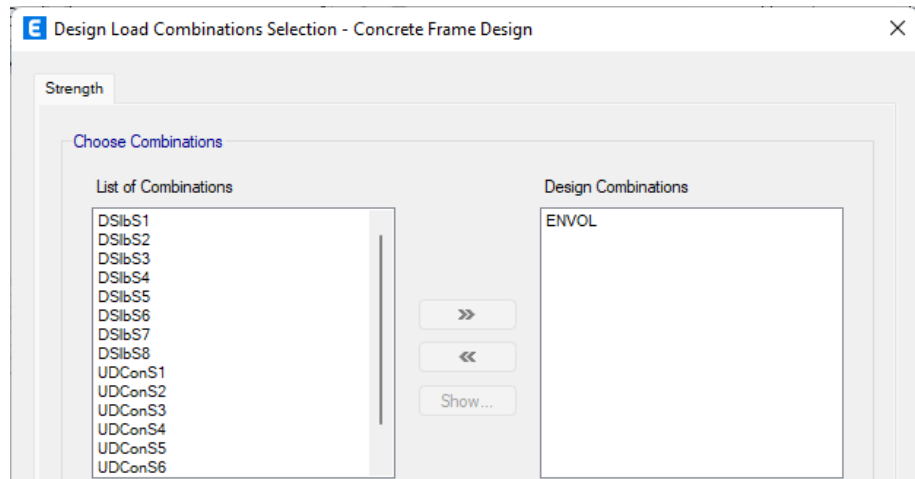 E Design Load Combinations Selection - Concrete Frame Design
Strength
Choose Combinations
List of Combinations
DSlbS1
DSlbS2
DSlbS3
DSlbS4
DSlbS5
DSlbS6
DSlbS7
DSlbS8
UDConS1
UDConS2
UDConS3
UDConS4
UDConS5
UDConS6
>>
<<
Show...
Design Combinations
ENVOL